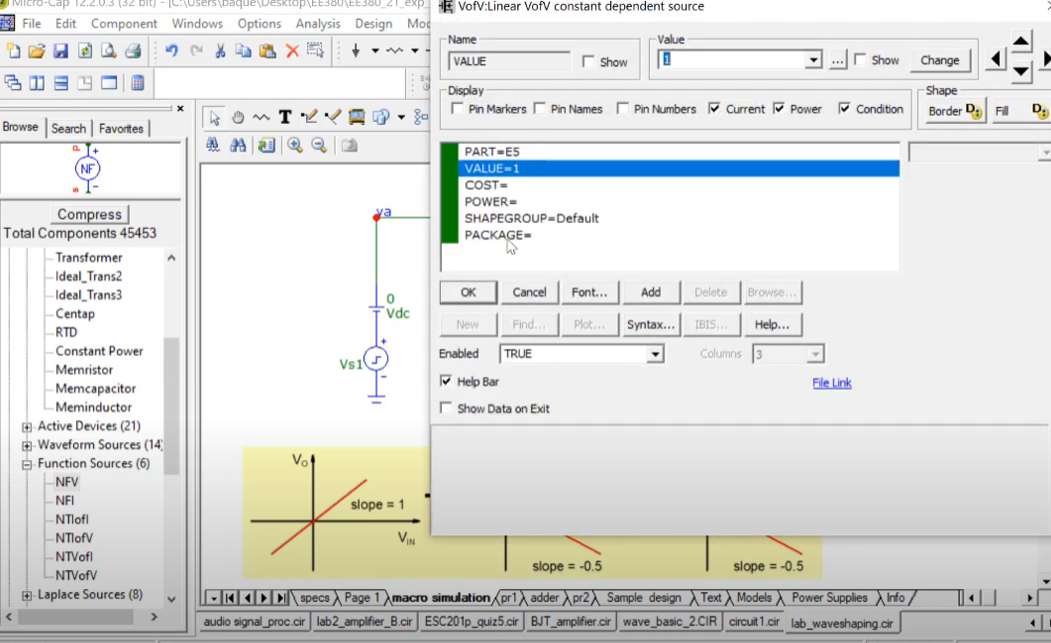 Micro-Cap 12.2.0.3 (32 bit) - [C:\Users\baque\Desktop\EE380\EE380_21_exp_
VofV:Linear VofV constant dependent source
File Edit Component Windows Options Analysis Design
Name
VALUE
Show
Value
1
...
Show
Change
Display
Pin Markers
Pin Names
Pin Numbers
Current
Power
Condition
Shape
Border
Fill
Browse
Search
Favorites
NF
Compress
Total Components 45453
Transformer
Ideal_Trans2
Ideal_Trans3
Centap
RTD
Constant Power
Memristor
Memcapacitor
Meminductor
Active Devices (21)
Waveform Sources (14)
Function Sources (6)
NFV
NFI
NTIofI
NTIofV
NTVofI
NTVofV
Laplace Sources (8)
va
0
Vdc
Vs1
+
-
PART=E5
VALUE=1
COST=
POWER=
SHAPEGROUP=Default
PACKAGE=
OK
Cancel
Font...
Add
Delete
Browse...
New
Find...
Plot...
Syntax...
IBIS...
Help...
Enabled
TRUE
Columns
3
Help Bar
File Link
Show Data on Exit
VO
slope = 1
VIN
slope = -0.5
slope = -0.5
specs
Page 1
macro simulation
pr1
adder
pr2
Sample design
Text
Models
Power Supplies
Info
audio signal_proc.cir
lab2_amplifier_B.cir
ESC201p_quiz5.cir
BJT_amplifier.cir
wave_basic_2.CIR
circuit1.cir
lab_waveshaping.cir